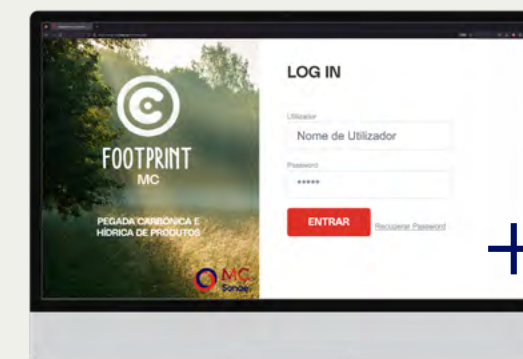 FOOTPRINT
MC
PEGADA CARBÓNICA E
HÍDRICA DE PRODUTOS
MC
Sonae
LOG IN
Utilizador
Nome de Utilizador
Password
•••••
ENTRAR
Recuperar Password
+